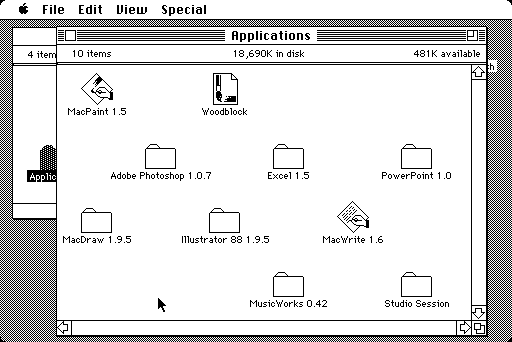 File Edit View Special
Applications
4 item
10 items 18,690K in disk 481K available
MacPaint 1.5 Woodblock
Adobe Photoshop 1.0.7 Excel 1.5 PowerPoint 1.0
Applic
MacDraw 1.9.5 Illustrator 88 1.9.5 MacWrite 1.6
MusicWorks 0.42 Studio Session